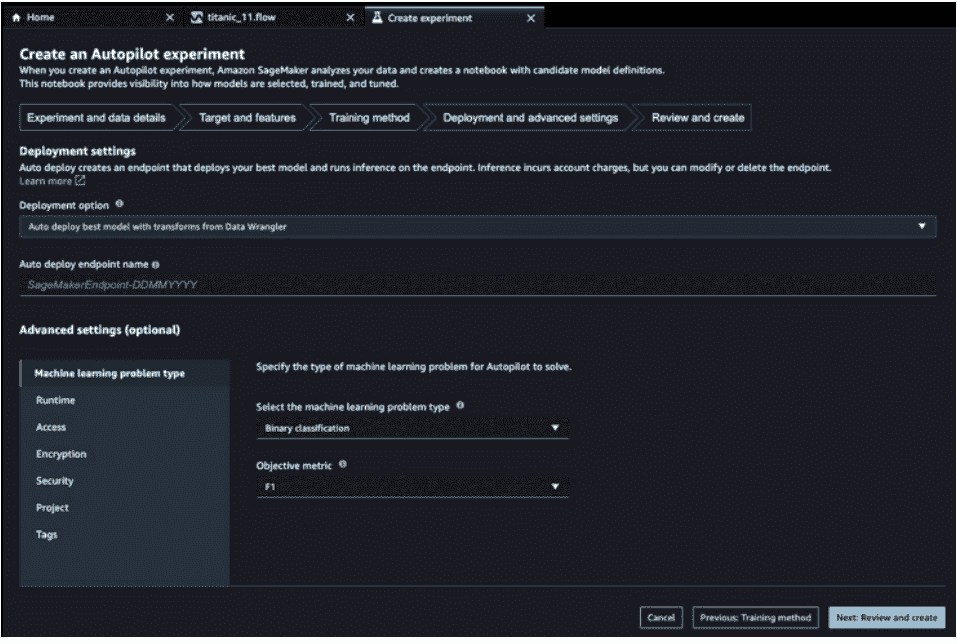 Home
titanic_11.flow
Create experiment
Create an Autopilot experiment
When you create an Autopilot experiment, Amazon SageMaker analyzes your data and creates a notebook with candidate model definitions.
This notebook provides visibility into how models are selected, trained, and tuned.
Experiment and data details
Target and features
Training method
Deployment and advanced settings
Review and create
Deployment settings
Auto deploy creates an endpoint that deploys your best model and runs inference on the endpoint. Inference incurs account charges, but you can modify or delete the endpoint.
Learn more
Deployment option
Auto deploy best model with transforms from Data Wrangler
Auto deploy endpoint name
SageMakerEndpoint-DDMMYYYY
Advanced settings (optional)
Machine learning problem type
Runtime
Access
Encryption
Security
Project
Tags
Specify the type of machine learning problem for Autopilot to solve.
Select the machine learning problem type
Binary classification
Objective metric
F1
Cancel
Previous: Training method
Next: Review and create